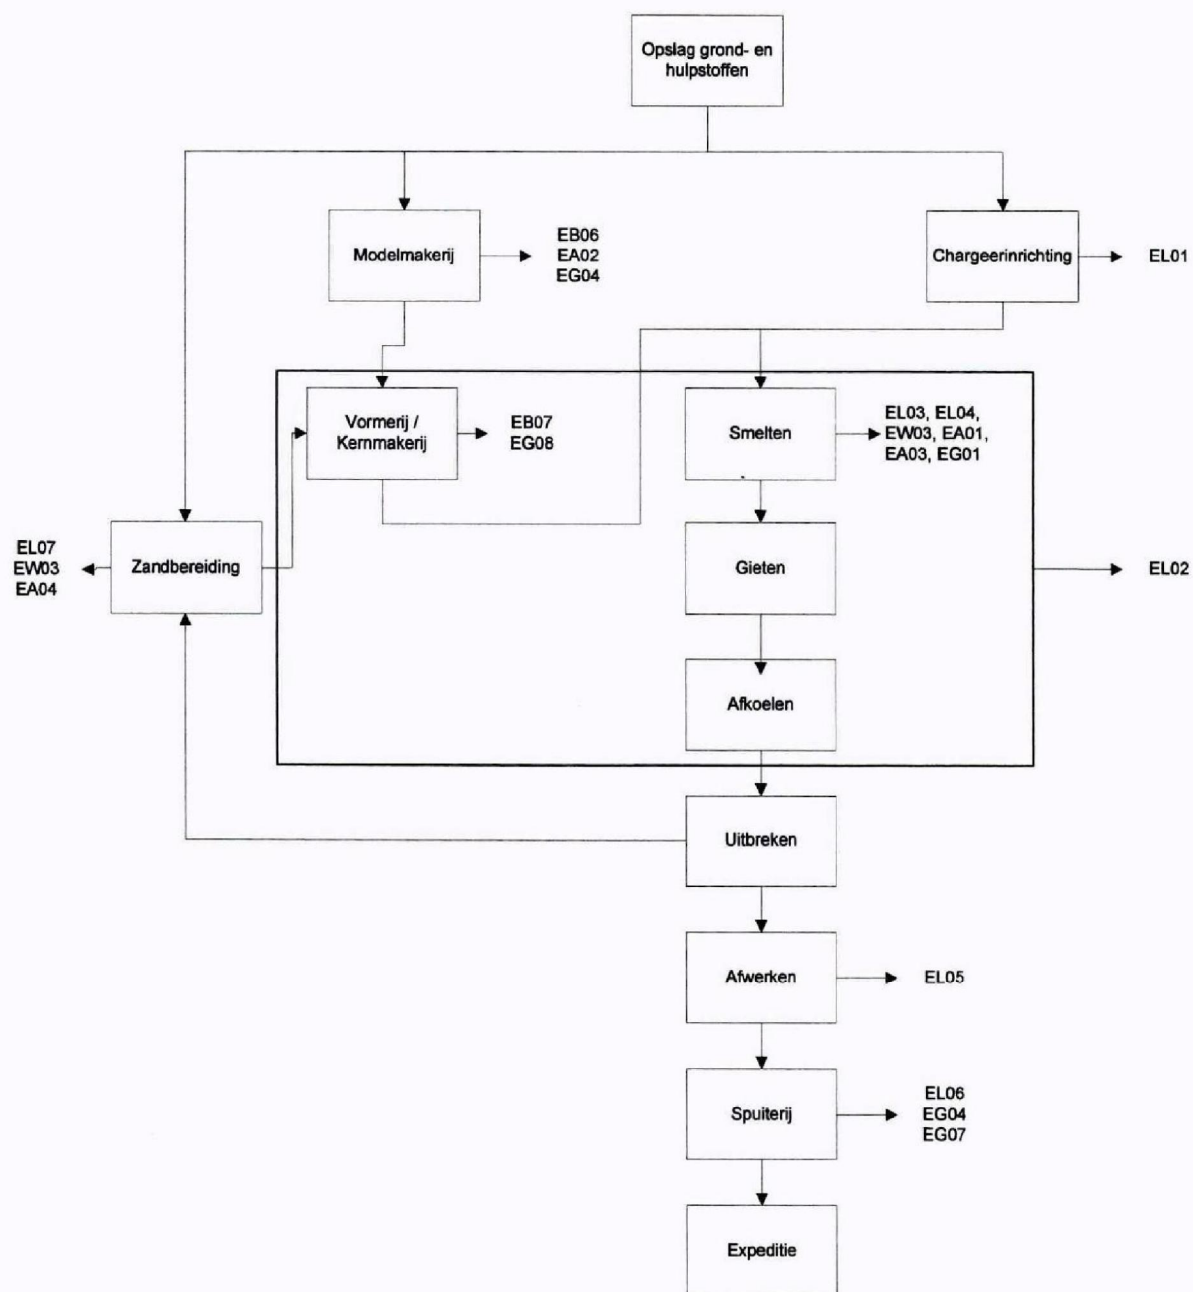 Opslag grond- en
hulpstoffen
Modelmakerij
EB06
EA02
EG04
Chargeerinrichting
EL01
Vormerij /
Kernmakerij
EB07
EG08
Smelten
EL03, EL04,
EW03, EA01,
EA03, EG01
EL07
EW03
EA04
Zandbereiding
Gieten
EL02
Afkoelen
Uitbreken
Afwerken
EL05
Spuiterij
EL06
EG04
EG07
Expeditie